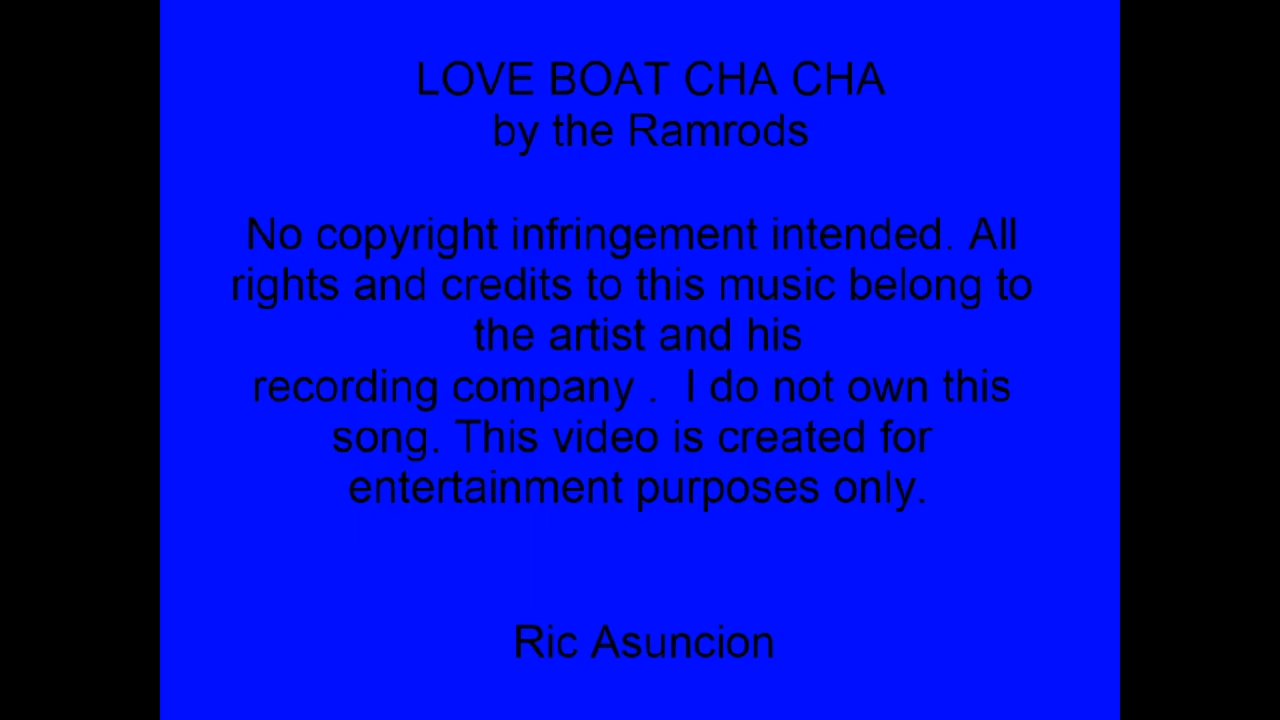 LOVE BOAT CHA CHA
by the Ramrods
No copyright infringement intended. All
rights and credits to this music belong to
the artist and his
recording company .  I do not own this
song. This video is created for
entertainment purposes only.
Ric Asuncion